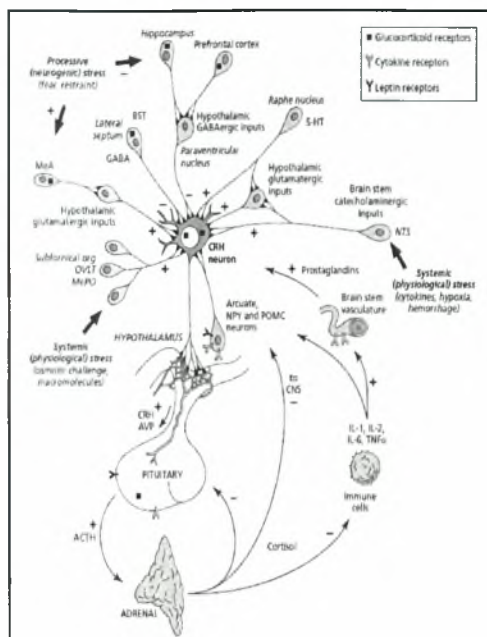 Hippocampus
Prefrontal cortex
Glucocorticoid receptors
Cytokine receptors
Leptin receptors
Processive
(neurogenic) stress
(fear, restraint)
–
+
BST
Lateral
septum
GABA
Hypothalamic
GABAergic inputs
Paraventricular
nucleus
Raphe nucleus
5-HT
MeA
Hypothalamic
glutamatergic inputs
Hypothalamic
glutamatergic
inputs
Brain stem
catecholaminergic
inputs
NTS
CRH
neuron
Subfornical org
OVLT
MnPO
+ Prostaglandins
Systemic
(physiological) stress
(cytokines, hypoxia,
hemorrhage)
Brain stem
vasculature
Arcuate,
NPY and POMC
neurons
Systemic
(physiological) stress
(osmotic challenge,
macromolecules)
HYPOTHALAMUS
to
CNS
–
+
+
CRH
AVP
IL-1, IL-2,
IL-6, TNFα
PITUITARY
Immune
cells
+
ACTH
–
Cortisol
–
ADRENAL